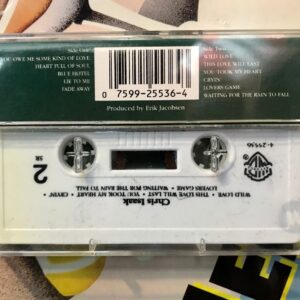 Side One
YOU OWE ME SOME KIND OF LOVE
HEART FULL OF SOUL
BLUE HOTEL
LIE TO ME
FADE AWAY
Side Two
WILD LOVE
THIS LOVE WILL LAST
YOU TOOK MY HEART
CRYIN'
LOVERS GAME
WAITING FOR THE RAIN TO FALL
0 7599-25536-4
Produced by Erik Jacobsen
2
SR
4-25536
Chris Isaak
WILD LOVE · THIS LOVE WILL LAST · YOU TOOK MY HEART · CRYIN'
LOVERS GAME · WAITING FOR THE RAIN TO FALL